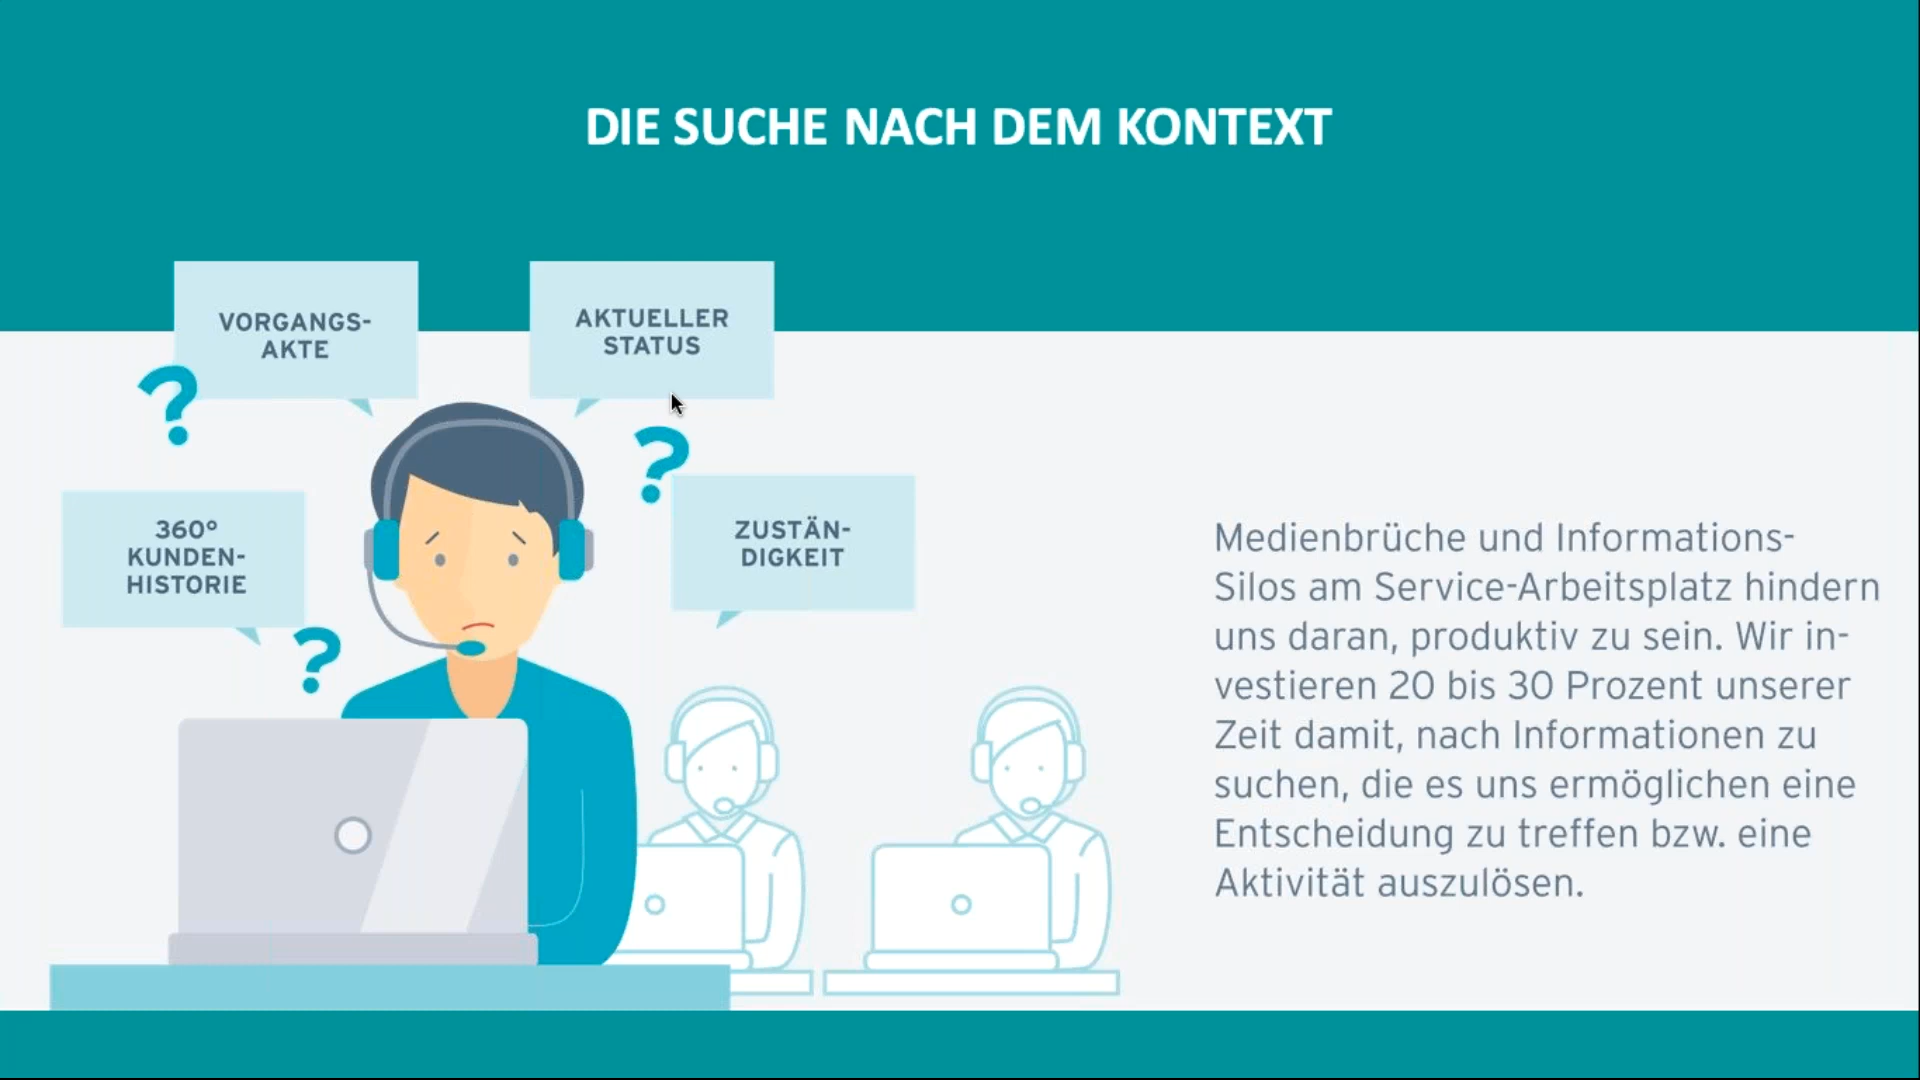 DIE SUCHE NACH DEM KONTEXT
VORGANGS-
AKTE
AKTUELLER
STATUS
360°
KUNDEN-
HISTORIE
ZUSTÄN-
DIGKEIT
Medienbrüche und Informations-
Silos am Service-Arbeitsplatz hindern
uns daran, produktiv zu sein. Wir in-
vestieren 20 bis 30 Prozent unserer
Zeit damit, nach Informationen zu
suchen, die es uns ermöglichen eine
Entscheidung zu treffen bzw. eine
Aktivität auszulösen.
?
?
?